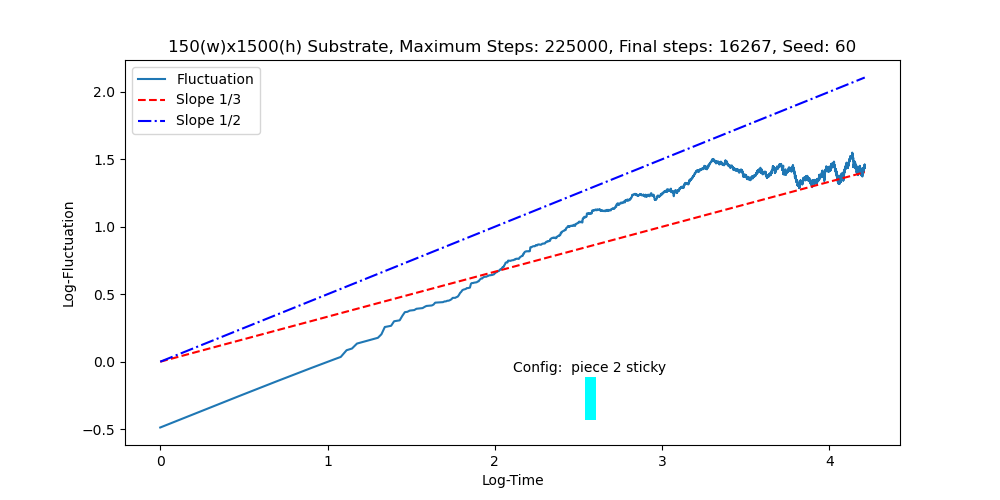 150(w)x1500(h) Substrate, Maximum Steps: 225000, Final steps: 16267, Seed: 60
Fluctuation
Slope 1/3
Slope 1/2
2.0
1.5
1.0
0.5
0.0
−0.5
Log-Fluctuation
Config:  piece 2 sticky
0 1 2 3 4
Log-Time